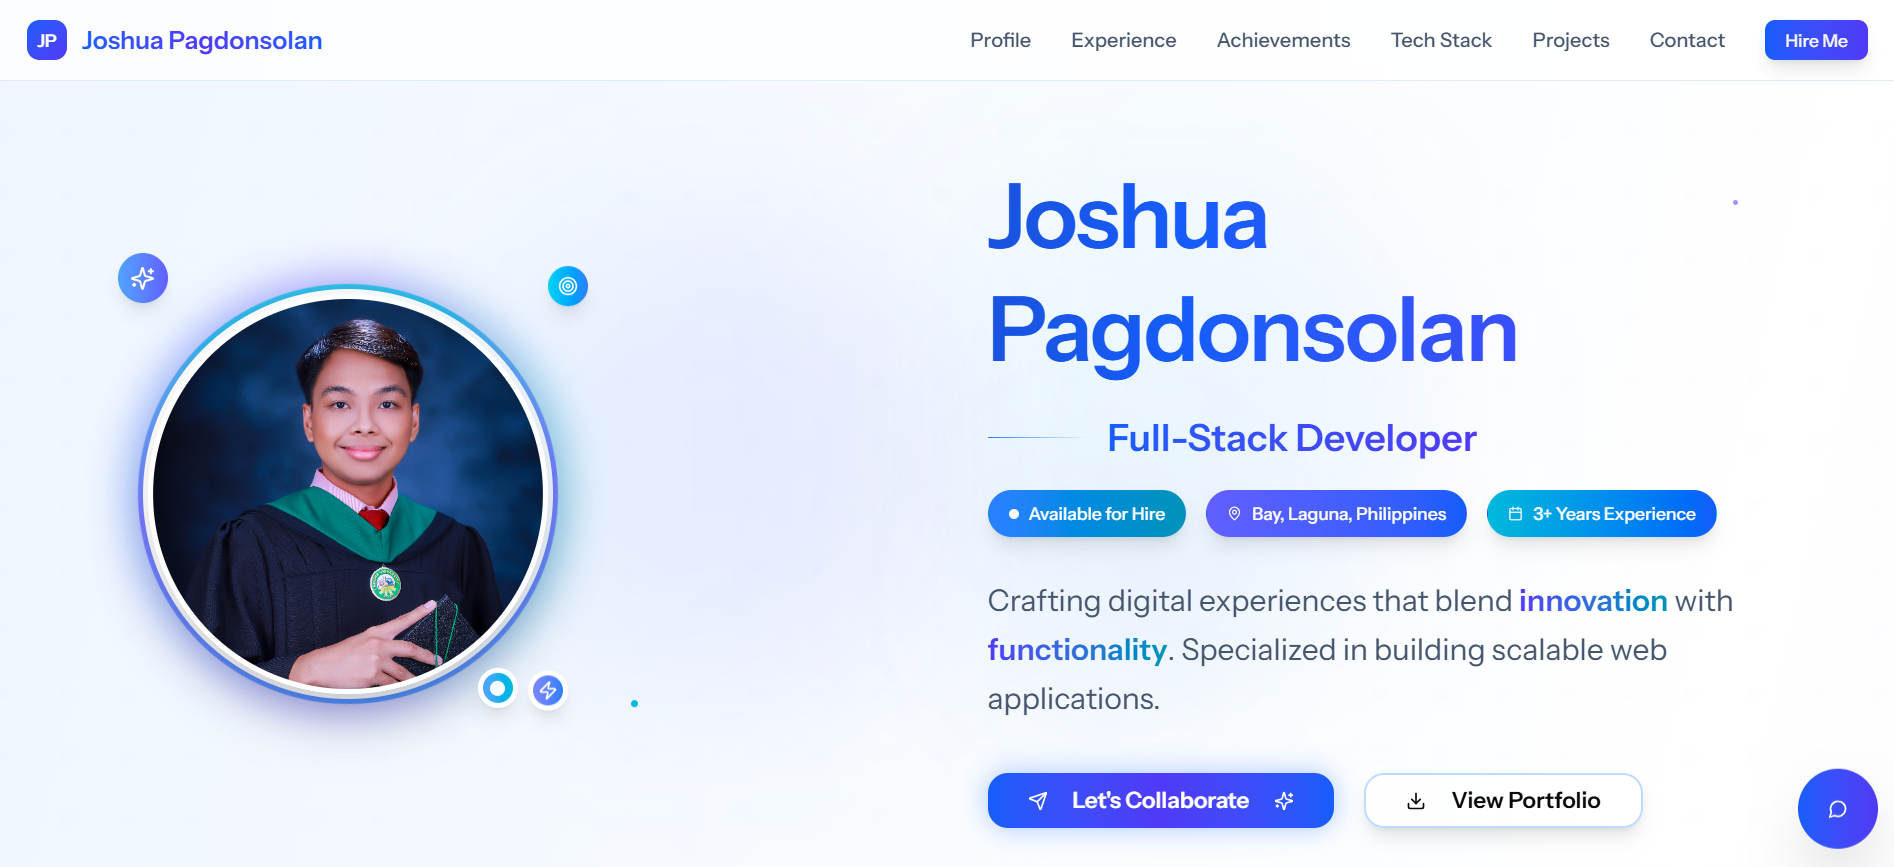 JP Joshua Pagdonsolan
Profile Experience Achievements Tech Stack Projects Contact Hire Me
Joshua
Pagdonsolan
Full-Stack Developer
Available for Hire Bay, Laguna, Philippines 3+ Years Experience
Crafting digital experiences that blend innovation with
functionality. Specialized in building scalable web
applications.
Let's Collaborate View Portfolio